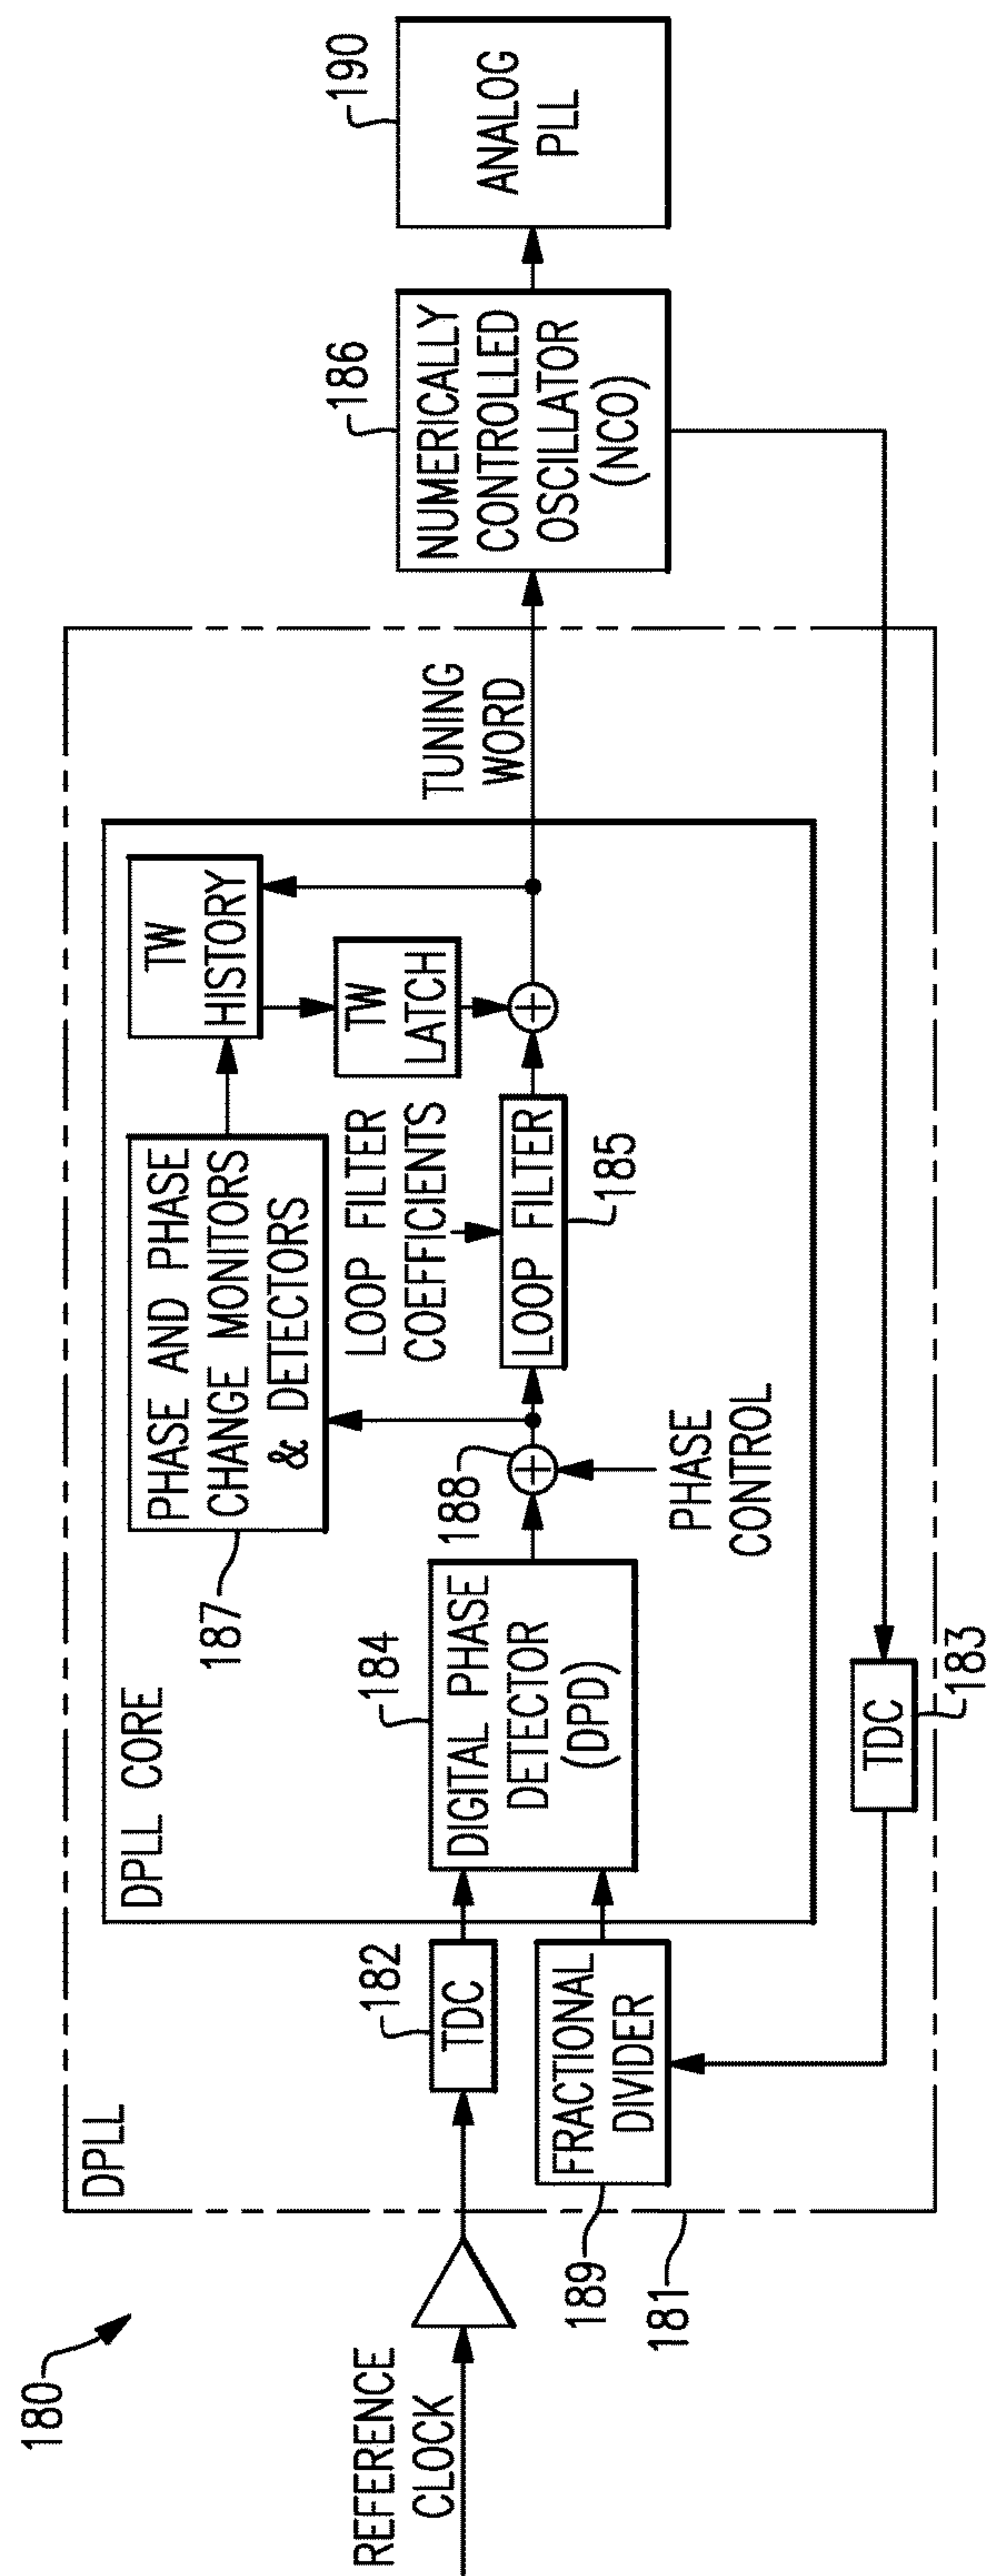 180
REFERENCE
CLOCK
DPLL
181
DPLL CORE
TDC
182
FRACTIONAL
DIVIDER
189
DIGITAL PHASE
DETECTOR
(DPD)
184
188
PHASE
CONTROL
PHASE AND PHASE
CHANGE MONITORS
& DETECTORS
187
LOOP FILTER
COEFFICIENTS
LOOP FILTER
185
TW
HISTORY
TW
LATCH
TUNING
WORD
TDC
183
NUMERICALLY
CONTROLLED
OSCILLATOR
(NCO)
186
ANALOG
PLL
190